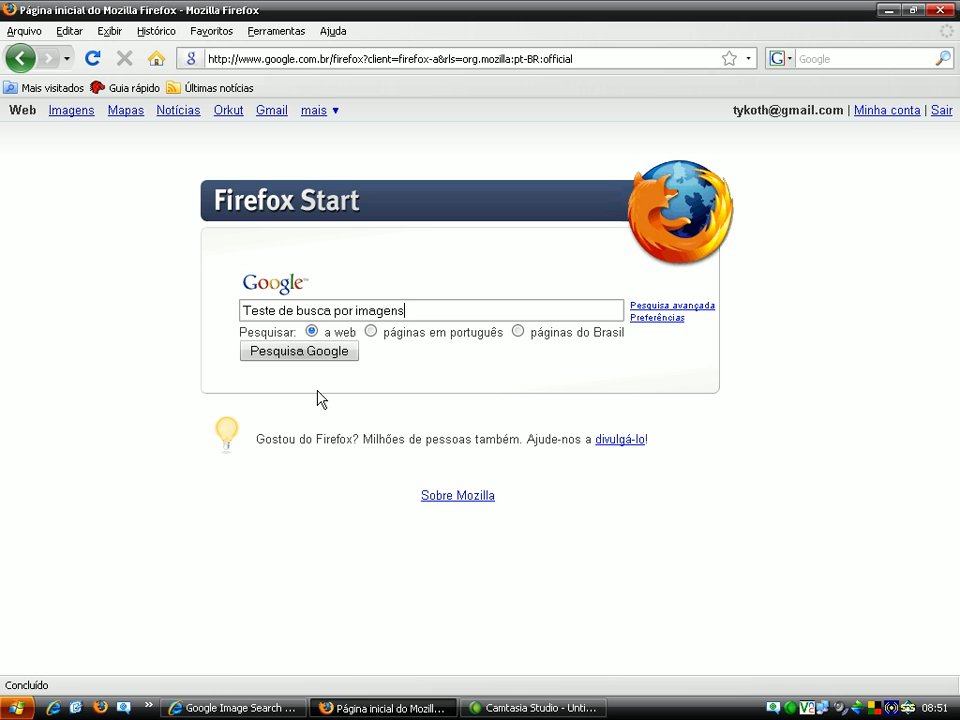 Página inicial do Mozilla Firefox - Mozilla Firefox
Arquivo Editar Exibir Histórico Favoritos Ferramentas Ajuda
http://www.google.com.br/firefox?client=firefox-a&rls=org.mozilla:pt-BR:official
Google
Mais visitados Guia rápido Últimas notícias
Web Imagens Mapas Notícias Orkut Gmail mais ▼ tykoth@gmail.com | Minha conta | Sair
Firefox Start
Google™
Teste de busca por imagens
Pesquisa avançada
Preferências
Pesquisar: a web páginas em português páginas do Brasil
Pesquisa Google
Gostou do Firefox? Milhões de pessoas também. Ajude-nos a divulgá-lo!
Sobre Mozilla
Concluído
Google Image Search ... Página inicial do Mozill... Camtasia Studio - Unti... 08:51